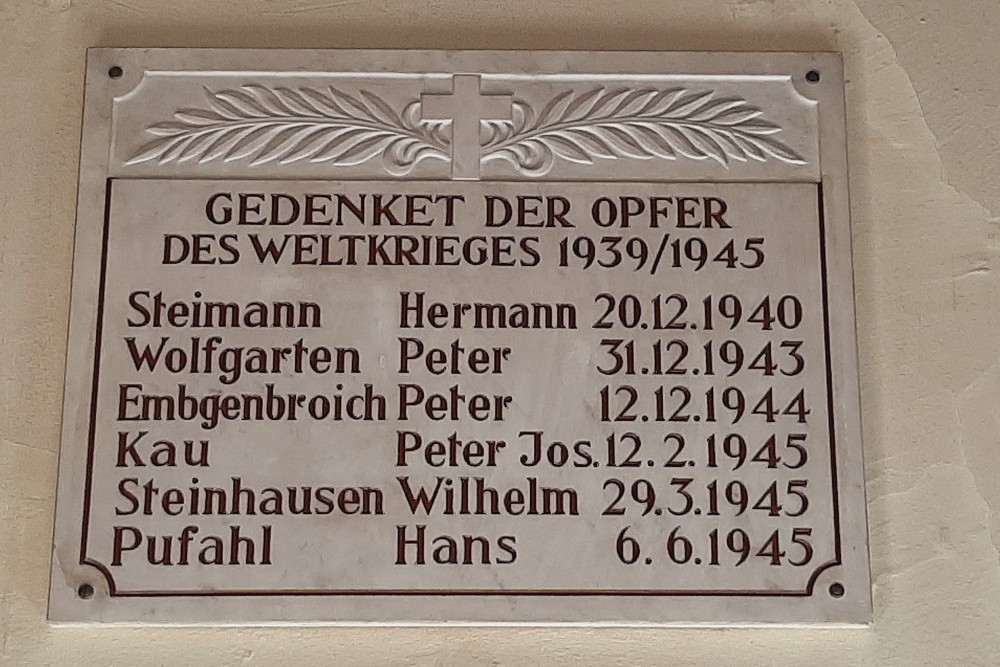 GEDENKET DER OPFER
DES WELTKRIEGES 1939/1945
Steimann Hermann 20.12.1940
Wolfgarten Peter 31.12.1943
Embgenbroich Peter 12.12.1944
Kau Peter Jos. 12.2.1945
Steinhausen Wilhelm 29.3.1945
Pufahl Hans 6.6.1945